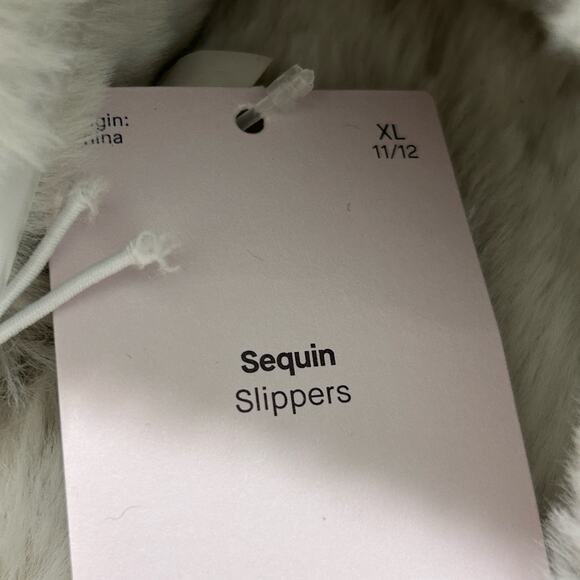 XL
11/12
Sequin
Slippers